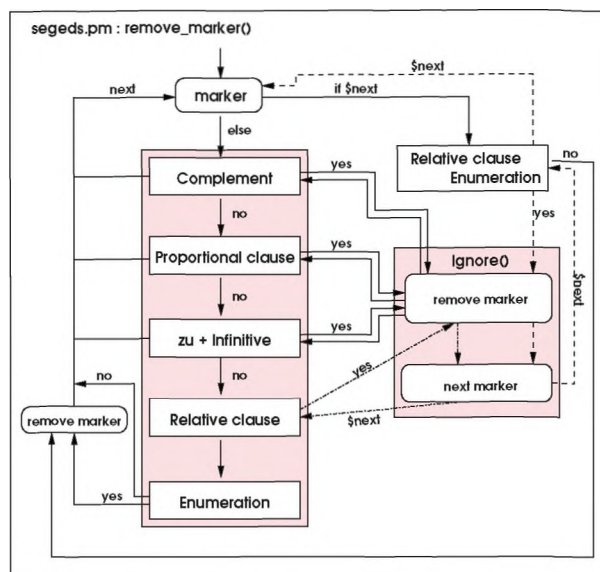 segeds.pm : remove_marker()
$next
next
marker
if $next
else
Relative clause
Enumeration
no
yes
Complement
yes
no
Proportional clause
yes
Ignore()
remove marker
$next
no
zu + Infinitive
yes
no
no
yes
next marker
Relative clause
$next
remove marker
yes
Enumeration